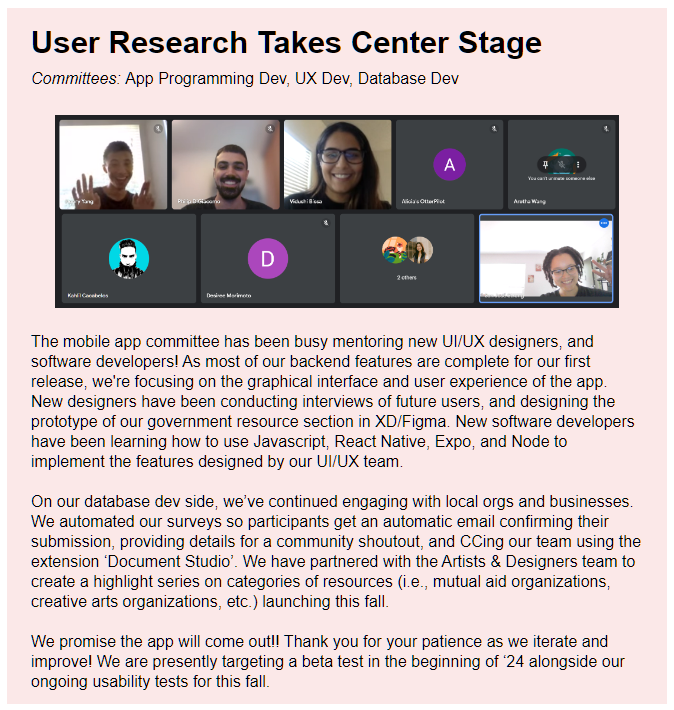 User Research Takes Center Stage
Committees: App Programming Dev, UX Dev, Database Dev
Yang
Philip D'Giacomo
Vidushi Bissa
A
Alicia's OtterPilot
You can't unmute someone else
Aretha Wang
Kahlil Canabelos
D
Desiree Morimoto
2 others
The mobile app committee has been busy mentoring new UI/UX designers, and
software developers! As most of our backend features are complete for our first
release, we're focusing on the graphical interface and user experience of the app.
New designers have been conducting interviews of future users, and designing the
prototype of our government resource section in XD/Figma. New software developers
have been learning how to use Javascript, React Native, Expo, and Node to
implement the features designed by our UI/UX team.
On our database dev side, we’ve continued engaging with local orgs and businesses.
We automated our surveys so participants get an automatic email confirming their
submission, providing details for a community shoutout, and CCing our team using the
extension ‘Document Studio’. We have partnered with the Artists & Designers team to
create a highlight series on categories of resources (i.e., mutual aid organizations,
creative arts organizations, etc.) launching this fall.
We promise the app will come out!! Thank you for your patience as we iterate and
improve! We are presently targeting a beta test in the beginning of ‘24 alongside our
ongoing usability tests for this fall.